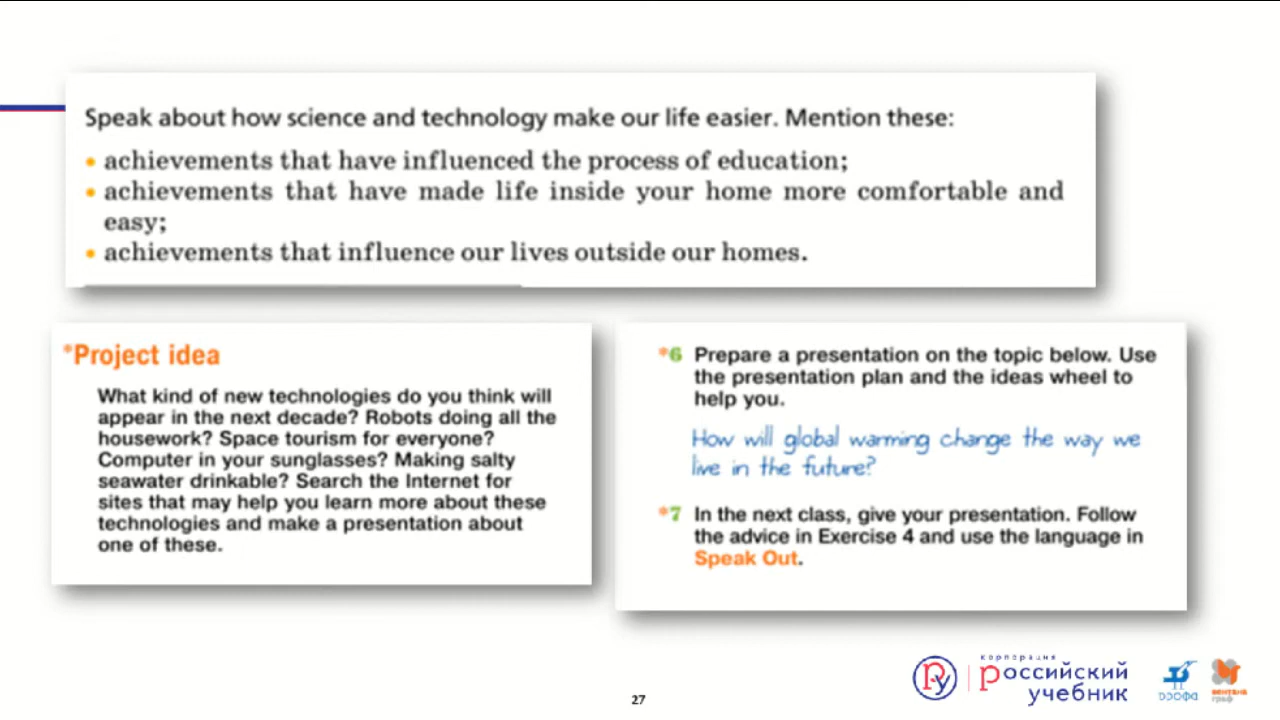 Speak about how science and technology make our life easier. Mention these:
• achievements that have influenced the process of education;
• achievements that have made life inside your home more comfortable and
easy;
• achievements that influence our lives outside our homes.
*Project idea
What kind of new technologies do you think will
appear in the next decade? Robots doing all the
housework? Space tourism for everyone?
Computer in your sunglasses? Making salty
seawater drinkable? Search the Internet for
sites that may help you learn more about these
technologies and make a presentation about
one of these.
*6 Prepare a presentation on the topic below. Use
the presentation plan and the ideas wheel to
help you.
How will global warming change the way we
live in the future?
*7 In the next class, give your presentation. Follow
the advice in Exercise 4 and use the language in
Speak Out.
27
РУ
корпорация
российский
учебник
дрофа
вентана
граф